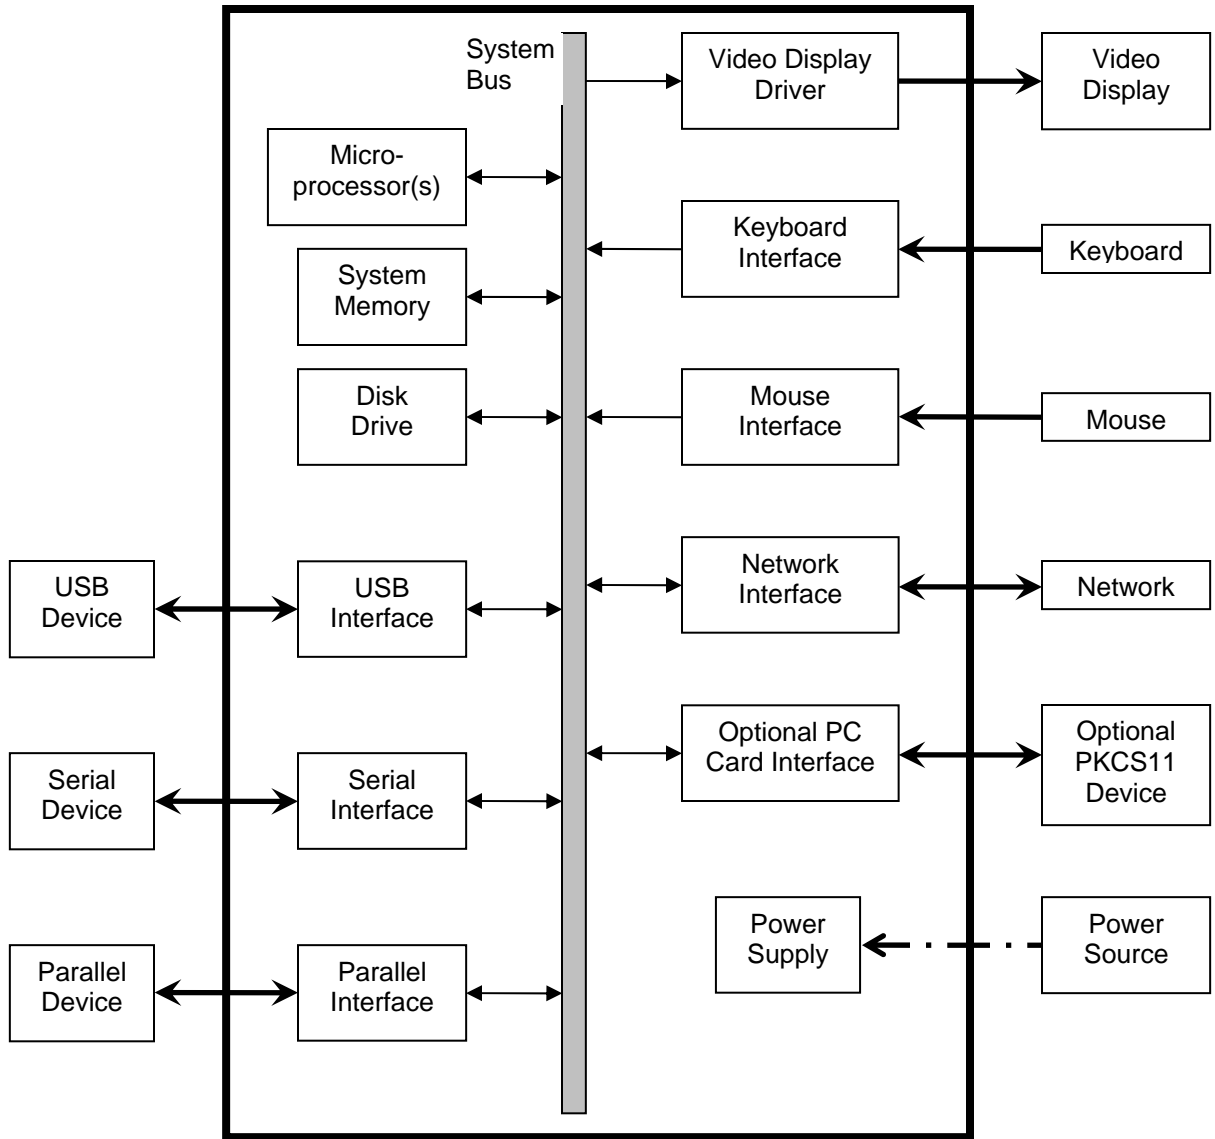 System
Bus
Video Display
Driver
Video
Display
Micro-
processor(s)
Keyboard
Interface
Keyboard
System
Memory
Disk
Drive
Mouse
Interface
Mouse
USB
Device
USB
Interface
Network
Interface
Network
Serial
Device
Serial
Interface
Optional PC
Card Interface
Optional
PKCS11
Device
Power
Supply
Power
Source
Parallel
Device
Parallel
Interface